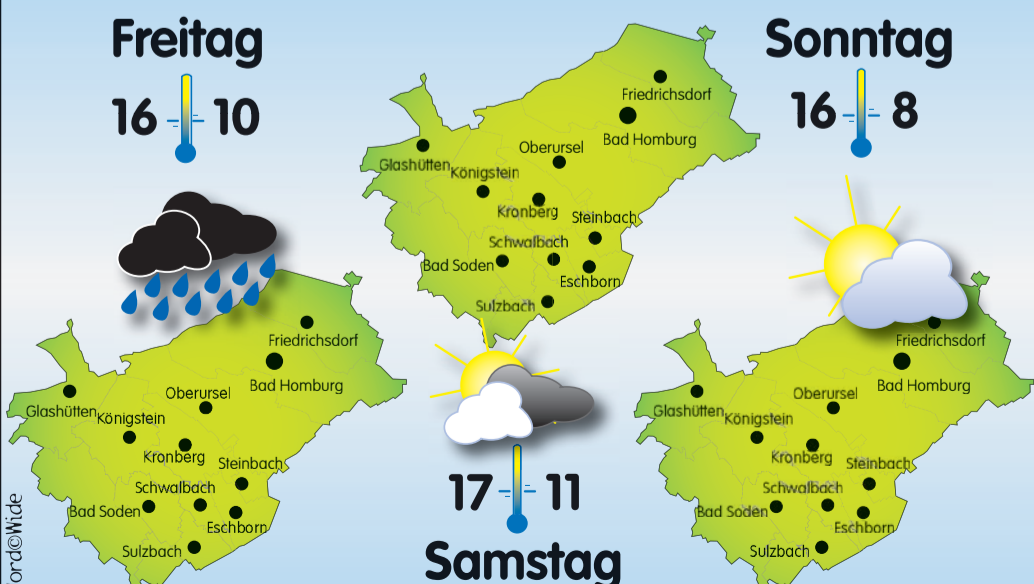 Freitag
16 10
Friedrichsdorf
Bad Homburg
Oberursel
Glashütten
Königstein
Kronberg
Steinbach
Schwalbach
Bad Soden
Eschborn
Sulzbach
Friedrichsdorf
Bad Homburg
Oberursel
Glashütten
Königstein
Kronberg
Steinbach
Schwalbach
Bad Soden
Eschborn
Sulzbach
17 11
Samstag
Sonntag
16 8
Friedrichsdorf
Bad Homburg
Oberursel
Glashütten
Königstein
Kronberg
Steinbach
Schwalbach
Bad Soden
Eschborn
Sulzbach
ord©Wide